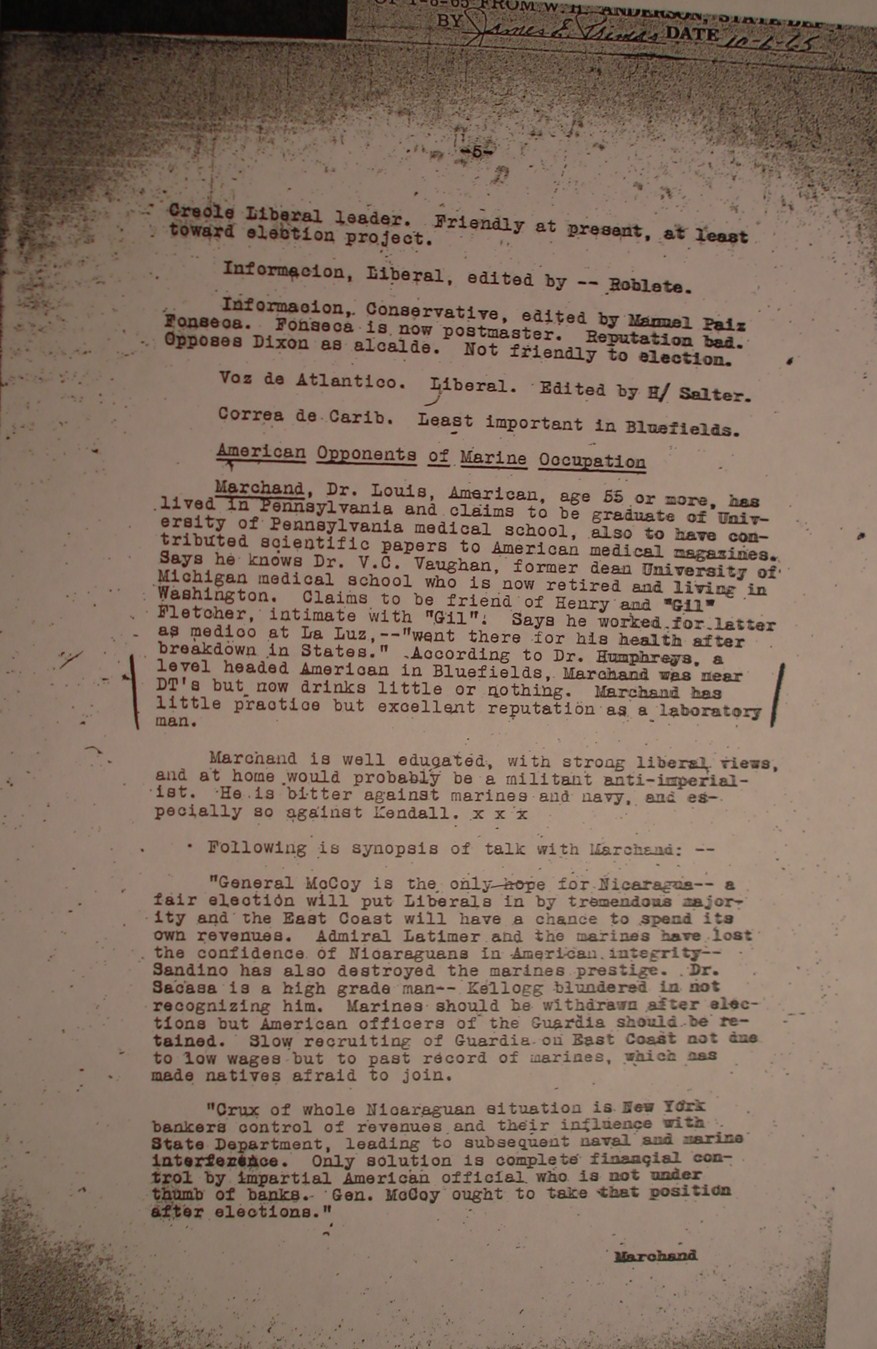 1-8-65 FROM W. H. ANDERSON, STATE DEP
BY James E. DATE 10-1-65
-5-
Creole Liberal leader. Friendly at present, at least
toward elebtion project.
Informacion, Liberal, edited by -- Roblete.
Informacion, Conservative, edited by Manuel Paiz
Fonseca. Fonseca is now postmaster. Reputation bad.
Opposes Dixon as alcalde. Not friendly to election.
Voz de Atlantico. Liberal. Edited by H/ Salter.
Correa de Carib. Least important in Bluefields.
American Opponents of Marine Occupation
Marchand, Dr. Louis, American, age 55 or more, has
lived in Pennsylvania and claims to be graduate of Univ-
ersity of Pennsylvania medical school, also to have con-
tributed scientific papers to American medical magazines.
Says he knows Dr. V.C. Vaughan, former dean University of
Michigan medical school who is now retired and living in
Washington. Claims to be friend of Henry and "Gil"
Fletcher, intimate with "Gil". Says he worked for latter
as medico at La Luz,--"went there for his health after
breakdown in States." According to Dr. Humphreys, a
level headed American in Bluefields, Marchand was near
DT's but now drinks little or nothing. Marchand has
little practice but excellent reputation as a laboratory
man.
Marchand is well edugated, with strong liberal views,
and at home would probably be a militant anti-imperial-
ist. He is bitter against marines and navy, and es-
pecially so against Kendall. x x x
Following is synopsis of talk with Marchand: --
"General McCoy is the only hope for Nicaragua-- a
fair election will put Liberals in by tremendous major-
ity and the East Coast will have a chance to spend its
own revenues. Admiral Latimer and the marines have lost
the confidence of Nicaraguans in American integrity--
Sandino has also destroyed the marines prestige. Dr.
Sacasa is a high grade man-- Kellogg blundered in not
recognizing him. Marines should be withdrawn after elec-
tions but American officers of the Guardia should be re-
tained. Slow recruiting of Guardia on East Coast not due
to low wages but to past record of marines, which has
made natives afraid to join.
"Crux of whole Nicaraguan situation is New York
bankers control of revenues and their influence with
State Department, leading to subsequent naval and marine
interference. Only solution is complete financial con-
trol by impartial American official who is not under
thumb of banks. Gen. McCoy ought to take that position
after elections."
Marchand